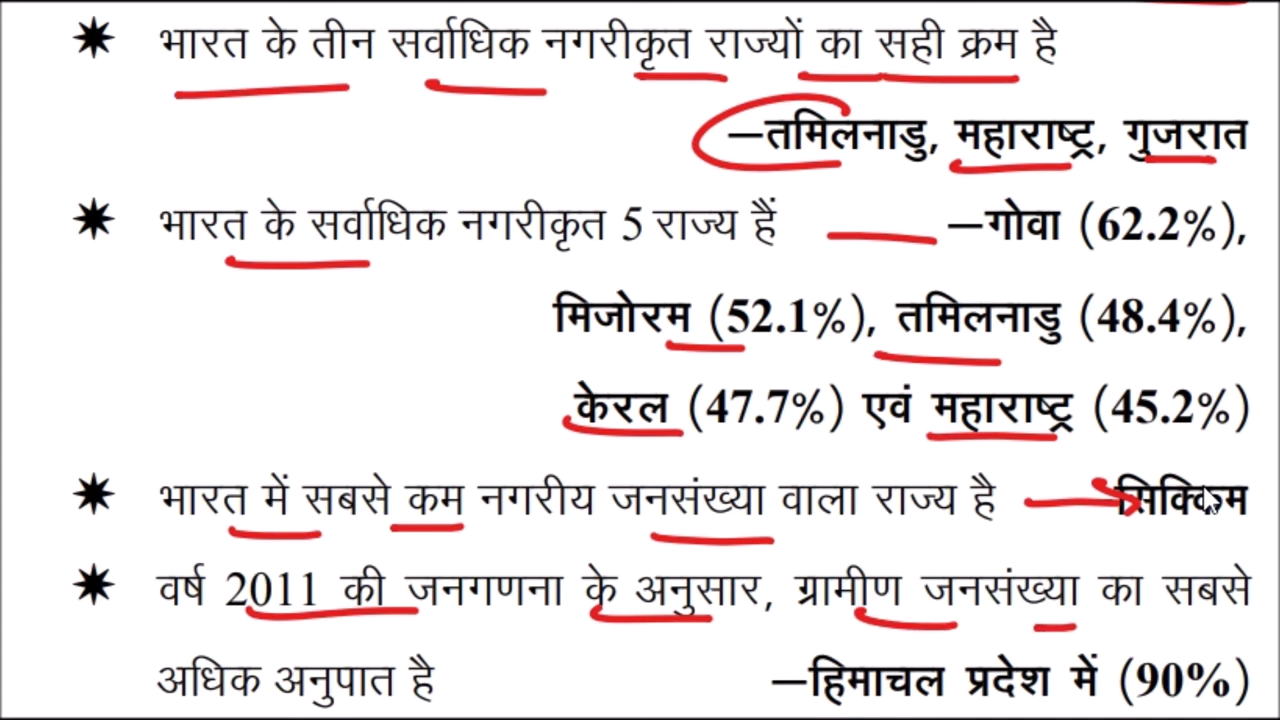 ✷ भारत के तीन सर्वाधिक नगरीकृत राज्यों का सही क्रम है
—तमिलनाडु, महाराष्ट्र, गुजरात
✷ भारत के सर्वाधिक नगरीकृत 5 राज्य हैं —गोवा (62.2%),
मिजोरम (52.1%), तमिलनाडु (48.4%),
केरल (47.7%) एवं महाराष्ट्र (45.2%)
✷ भारत में सबसे कम नगरीय जनसंख्या वाला राज्य है —सिक्किम
✷ वर्ष 2011 की जनगणना के अनुसार, ग्रामीण जनसंख्या का सबसे
अधिक अनुपात है —हिमाचल प्रदेश में (90%)